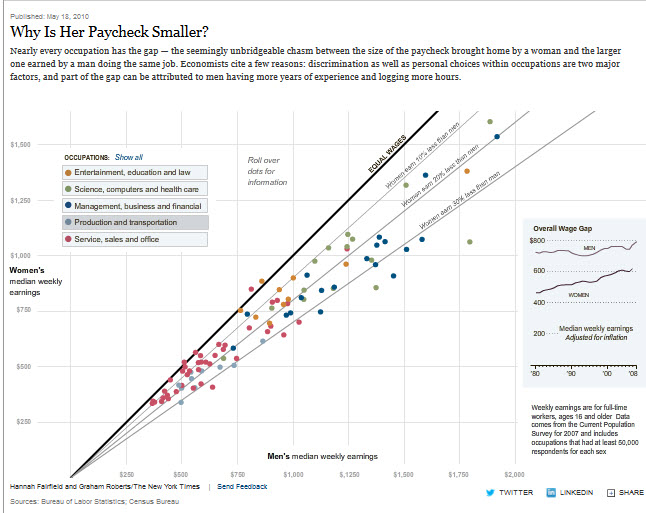 Published: May 18, 2010
Why Is Her Paycheck Smaller?
Nearly every occupation has the gap — the seemingly unbridgeable chasm between the size of the paycheck brought home by a woman and the larger
one earned by a man doing the same job. Economists cite a few reasons: discrimination as well as personal choices within occupations are two major
factors, and part of the gap can be attributed to men having more years of experience and logging more hours.
$1,500
$1,250
$1,000
$750
$500
$250
Women's
median weekly
earnings
OCCUPATIONS: Show all
Entertainment, education and law
Science, computers and health care
Management, business and financial
Production and transportation
Service, sales and office
Roll over
dots for
information
EQUAL WAGES
Women earn 10% less than men
Women earn 20% less than men
Women earn 30% less than men
Overall Wage Gap
$800
600
400
200
MEN
WOMEN
Median weekly earnings
Adjusted for inflation
'80
'90
'00
'08
Weekly earnings are for full-time
workers, ages 16 and older Data
comes from the Current Population
Survey for 2007 and includes
occupations that had at least 50,000
respondents for each sex
Men's median weekly earnings
$250
$500
$750
$1,000
$1,250
$1,500
$1,750
$2,000
Hannah Fairfield and Graham Roberts/The New York Times | Send Feedback
Sources: Bureau of Labor Statistics; Census Bureau
TWITTER
LINKEDIN
SHARE